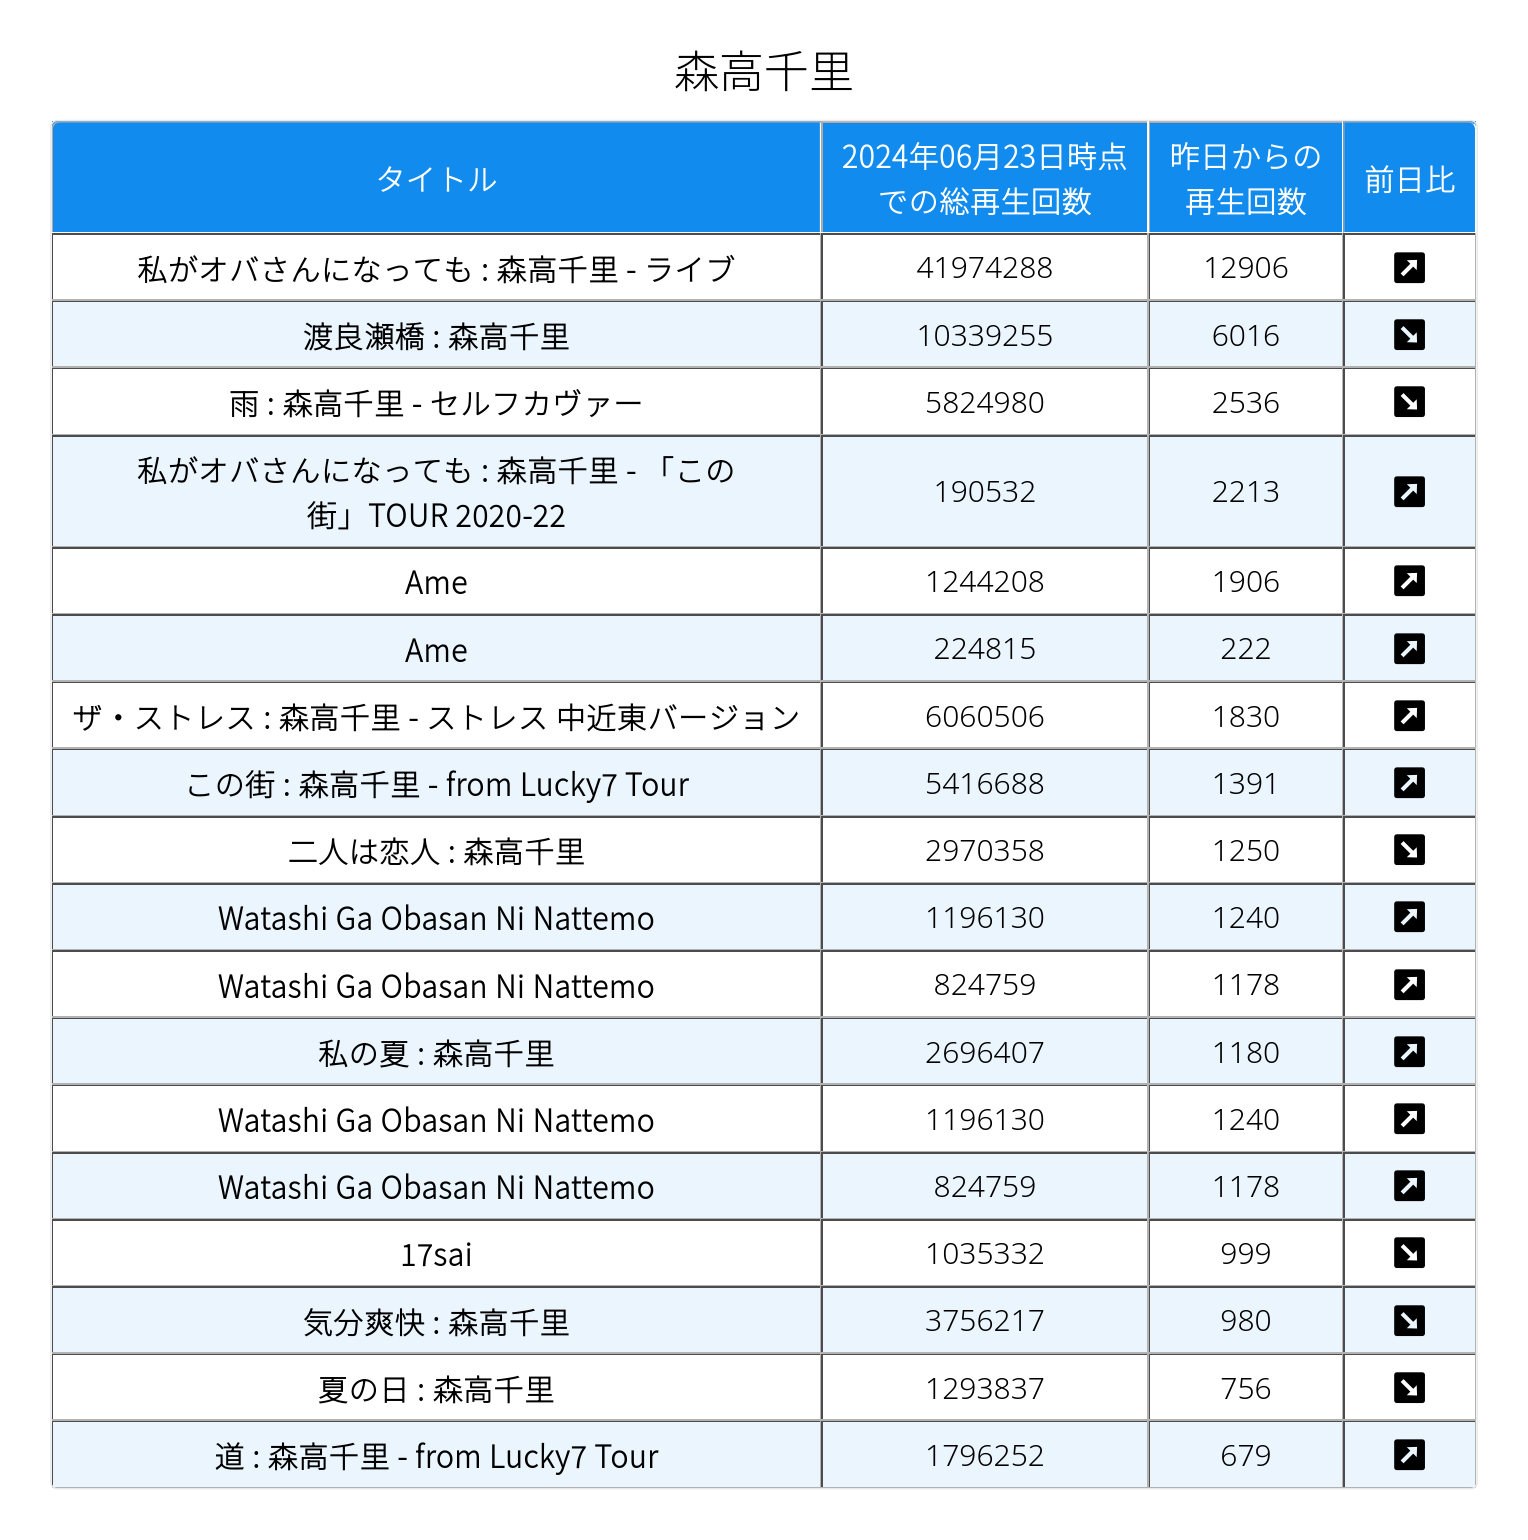 森高千里
タイトル
2024年06月23日時点
での総再生回数
昨日からの
再生回数
前日比
私がオバさんになっても : 森高千里 - ライブ 41974288 12906
渡良瀬橋 : 森高千里 10339255 6016
雨 : 森高千里 - セルフカヴァー 5824980 2536
私がオバさんになっても : 森高千里 - 「この
街」TOUR 2020-22
190532 2213
Ame 1244208 1906
Ame 224815 222
ザ・ストレス : 森高千里 - ストレス 中近東バージョン 6060506 1830
この街 : 森高千里 - from Lucky7 Tour 5416688 1391
二人は恋人 : 森高千里 2970358 1250
Watashi Ga Obasan Ni Nattemo 1196130 1240
Watashi Ga Obasan Ni Nattemo 824759 1178
私の夏 : 森高千里 2696407 1180
Watashi Ga Obasan Ni Nattemo 1196130 1240
Watashi Ga Obasan Ni Nattemo 824759 1178
17sai 1035332 999
気分爽快 : 森高千里 3756217 980
夏の日 : 森高千里 1293837 756
道 : 森高千里 - from Lucky7 Tour 1796252 679